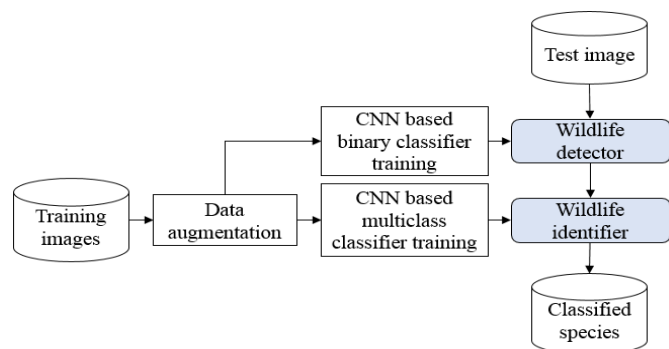 Test image
CNN based
binary classifier
training
Wildlife
detector
Training
images
Data
augmentation
CNN based
multiclass
classifier training
Wildlife
identifier
Classified
species